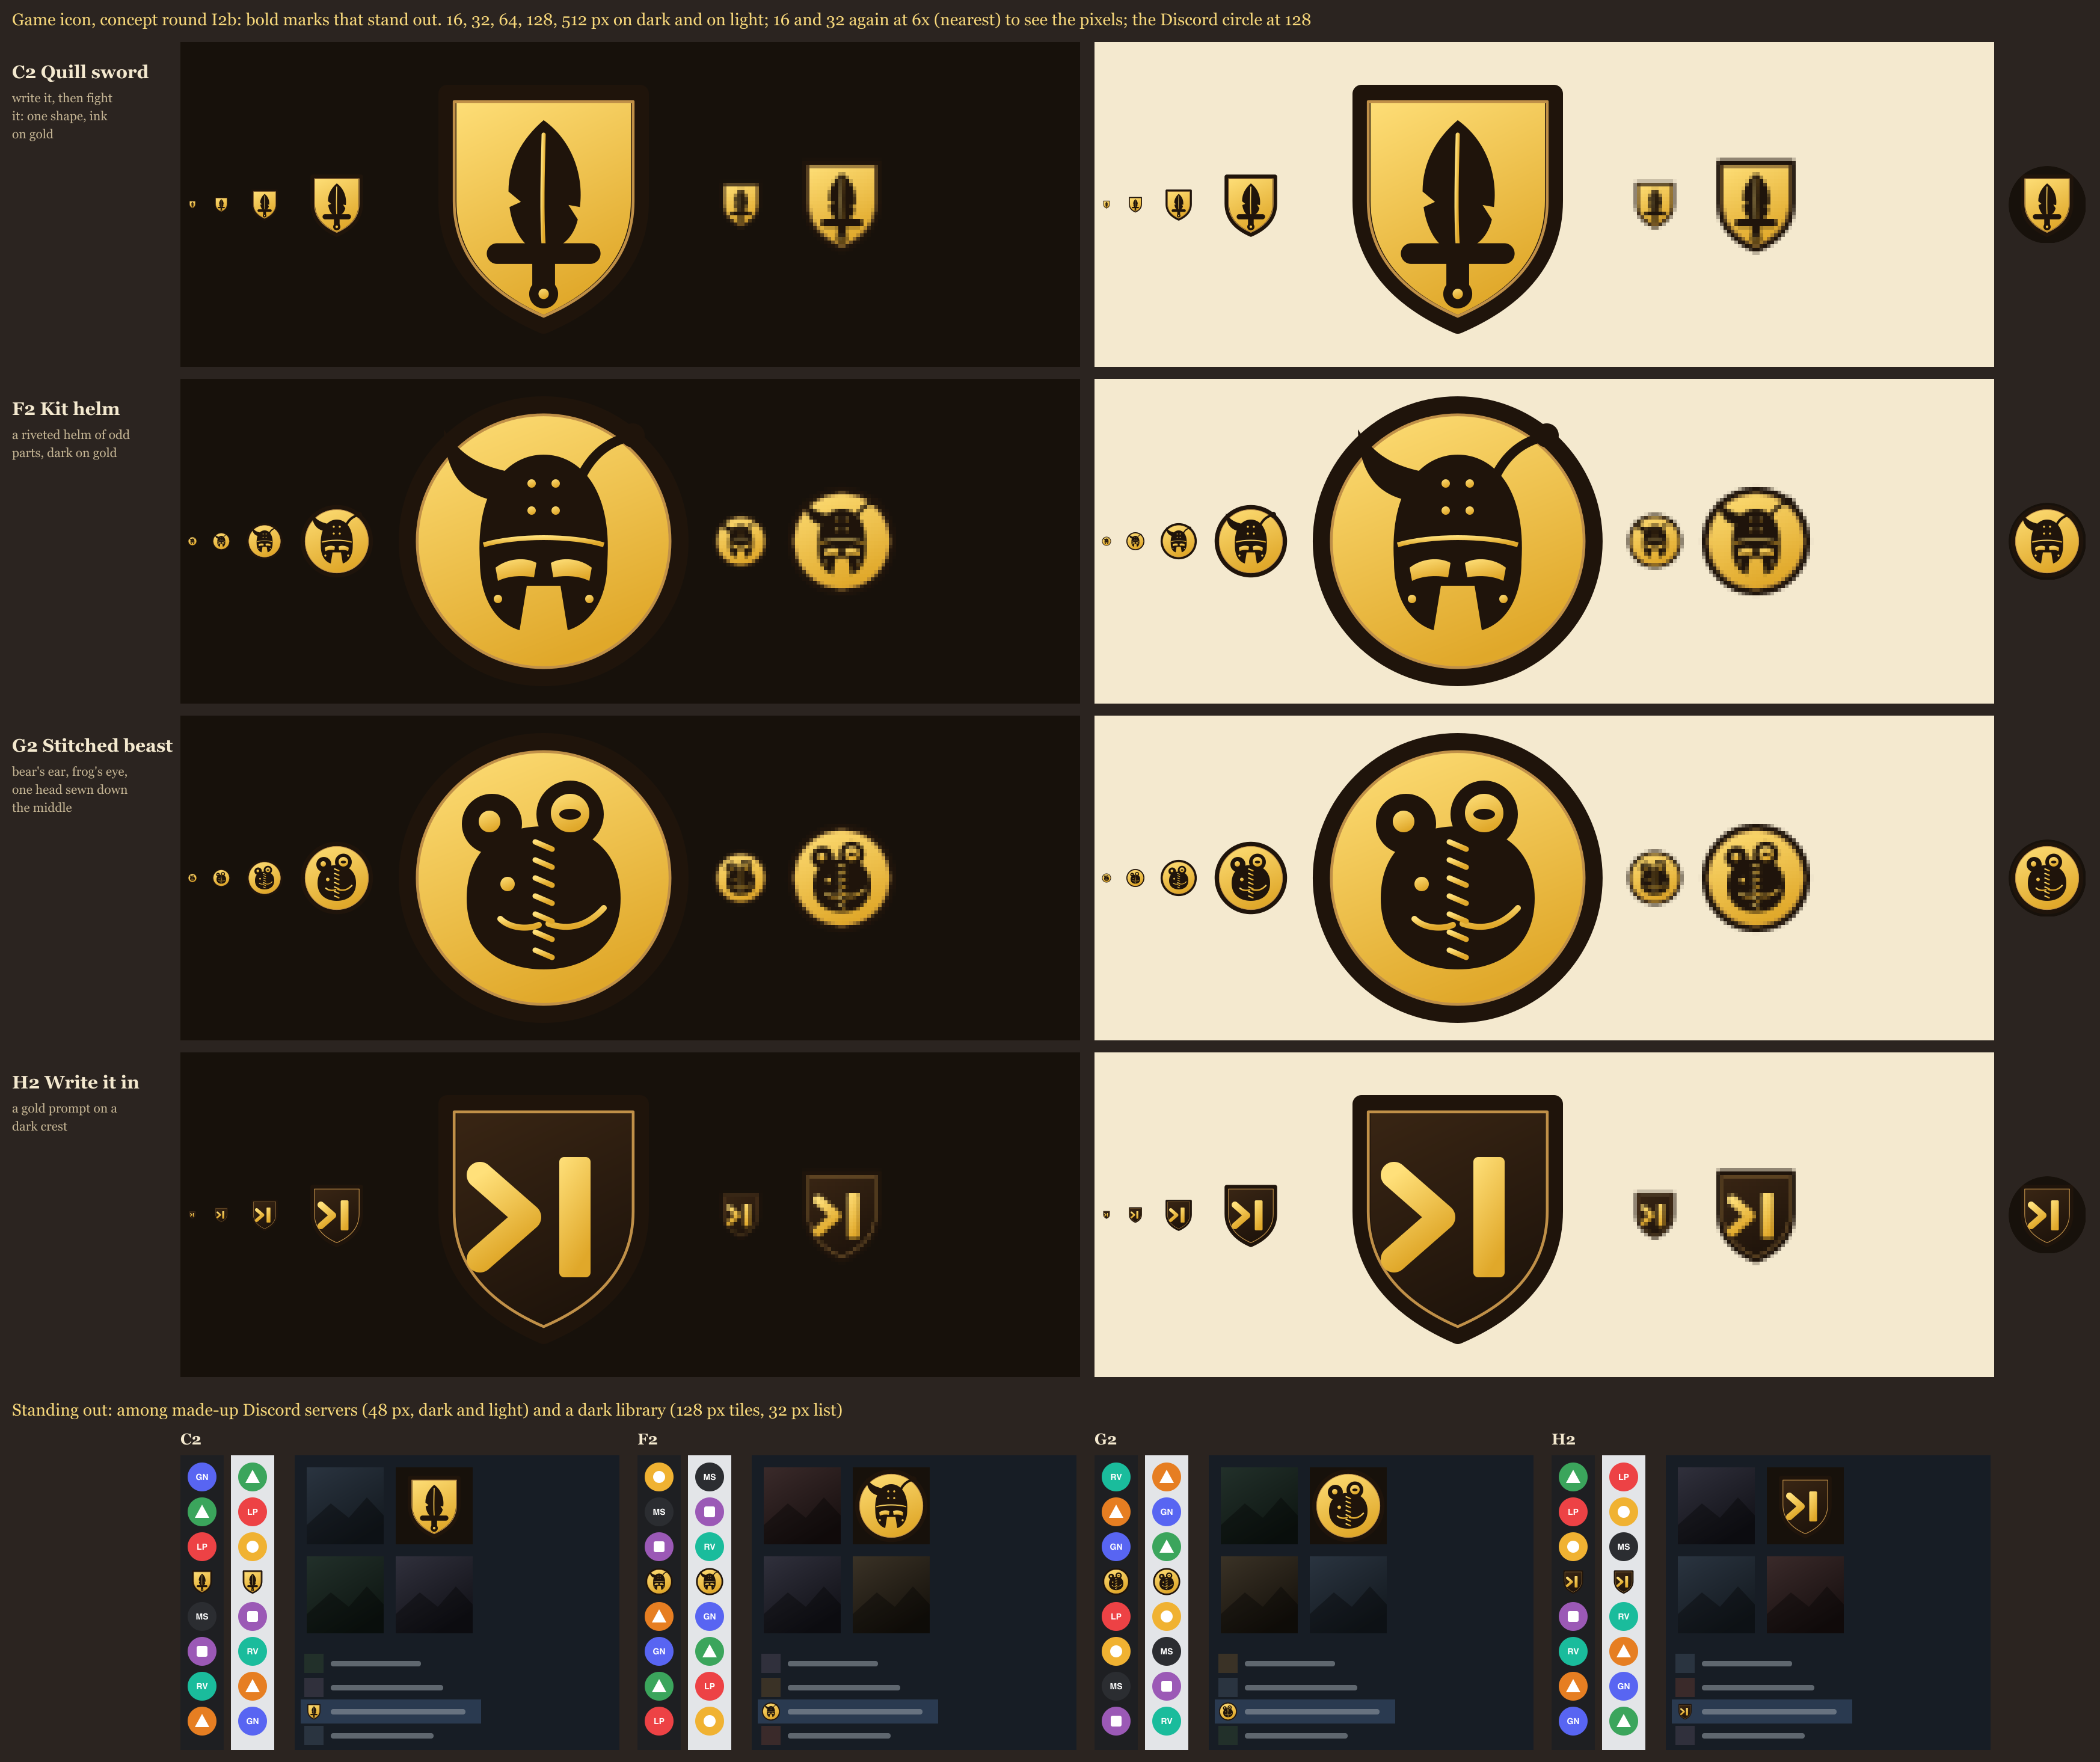 Game icon, concept round I2b: bold marks that stand out. 16, 32, 64, 128, 512 px on dark and on light; 16 and 32 again at 6x (nearest) to see the pixels; the Discord circle at 128
C2 Quill sword
write it, then fight
it: one shape, ink
on gold
F2 Kit helm
a riveted helm of odd
parts, dark on gold
G2 Stitched beast
bear's ear, frog's eye,
one head sewn down
the middle
H2 Write it in
a gold prompt on a
dark crest
Standing out: among made-up Discord servers (48 px, dark and light) and a dark library (128 px tiles, 32 px list)
C2
F2
G2
H2
GN
LP
LP
MS
RV
RV
GN
MS
MS
RV
GN
GN
LP
LP
RV
GN
GN
LP
MS
MS
RV
LP
LP
MS
RV
RV
GN
GN